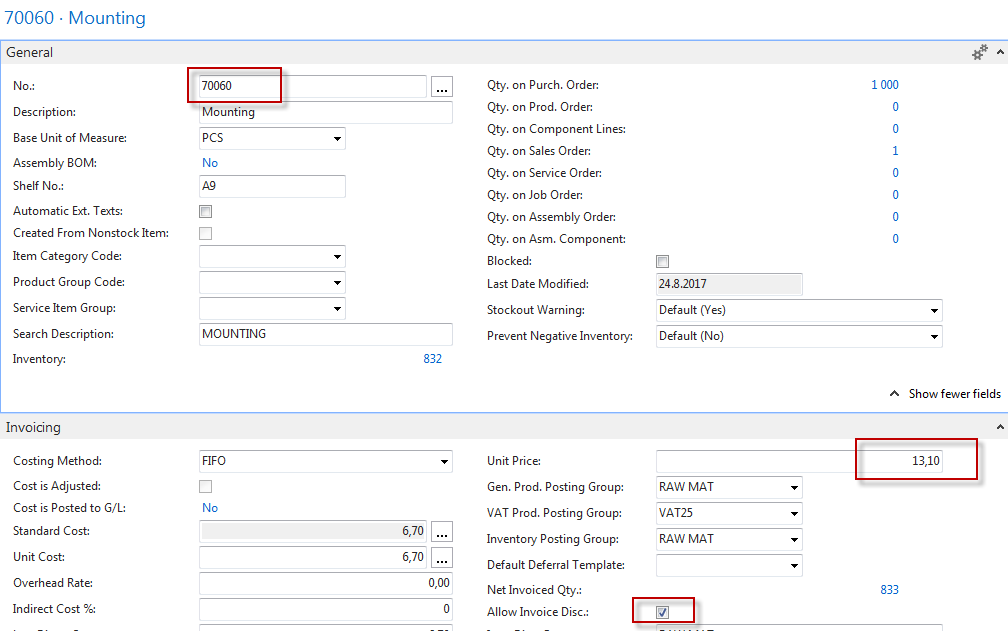 70060 · Mounting
General
No.: 70060 ...
Description: Mounting
Base Unit of Measure: PCS
Assembly BOM: No
Shelf No.: A9
Automatic Ext. Texts:
Created From Nonstock Item:
Item Category Code:
Product Group Code:
Service Item Group:
Search Description: MOUNTING
Inventory: 832
Qty. on Purch. Order: 1 000
Qty. on Prod. Order: 0
Qty. on Component Lines: 0
Qty. on Sales Order: 1
Qty. on Service Order: 0
Qty. on Job Order: 0
Qty. on Assembly Order: 0
Qty. on Asm. Component: 0
Blocked:
Last Date Modified: 24.8.2017
Stockout Warning: Default (Yes)
Prevent Negative Inventory: Default (No)
Show fewer fields
Invoicing
Costing Method: FIFO
Cost is Adjusted:
Cost is Posted to G/L: No
Standard Cost: 6,70 ...
Unit Cost: 6,70 ...
Overhead Rate: 0,00
Indirect Cost %: 0
Unit Price: 13,10
Gen. Prod. Posting Group: RAW MAT
VAT Prod. Posting Group: VAT25
Inventory Posting Group: RAW MAT
Default Deferral Template:
Net Invoiced Qty.: 833
Allow Invoice Disc.: